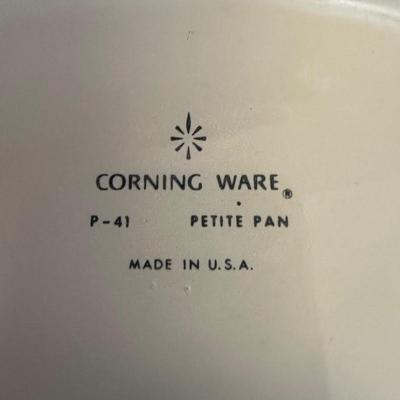 CORNING WARE®
P-41 PETITE PAN
MADE IN U.S.A.